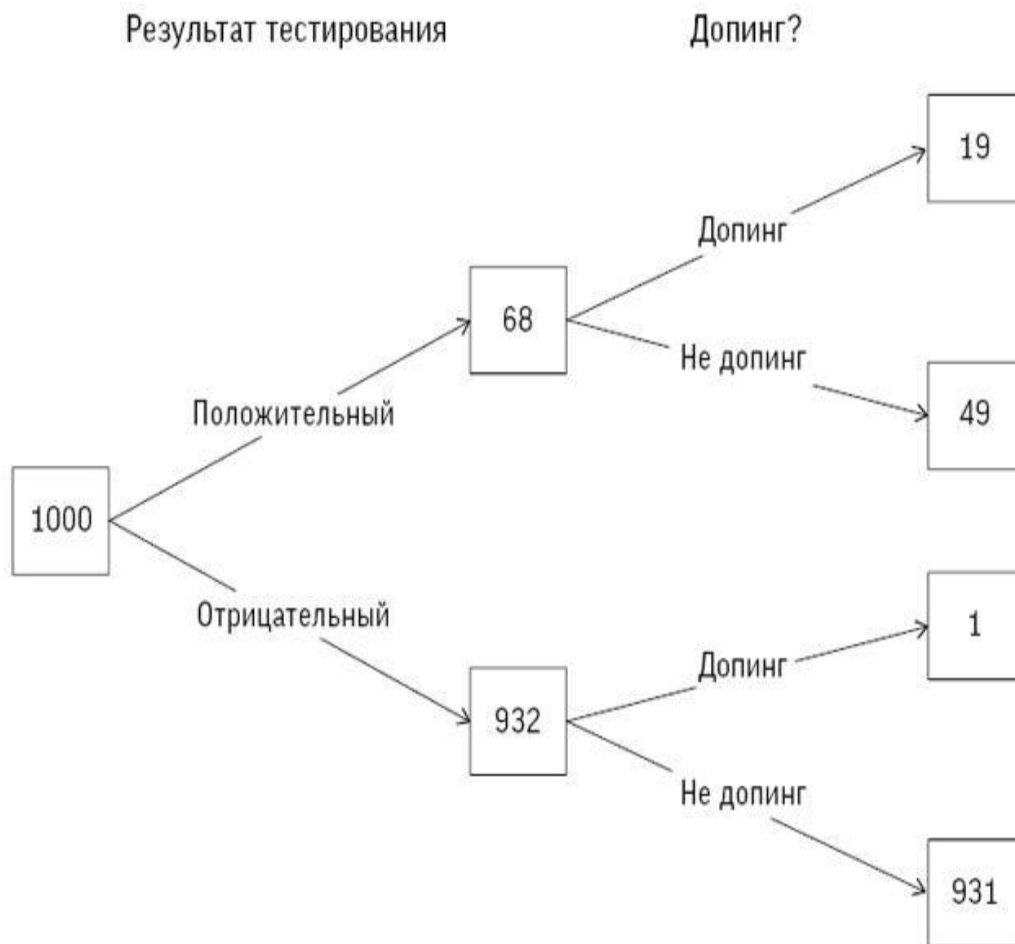 Результат тестирования
Допинг?
19
Допинг
68
Не допинг
Положительный
49
1000
Отрицательный
1
Допинг
932
Не допинг
931